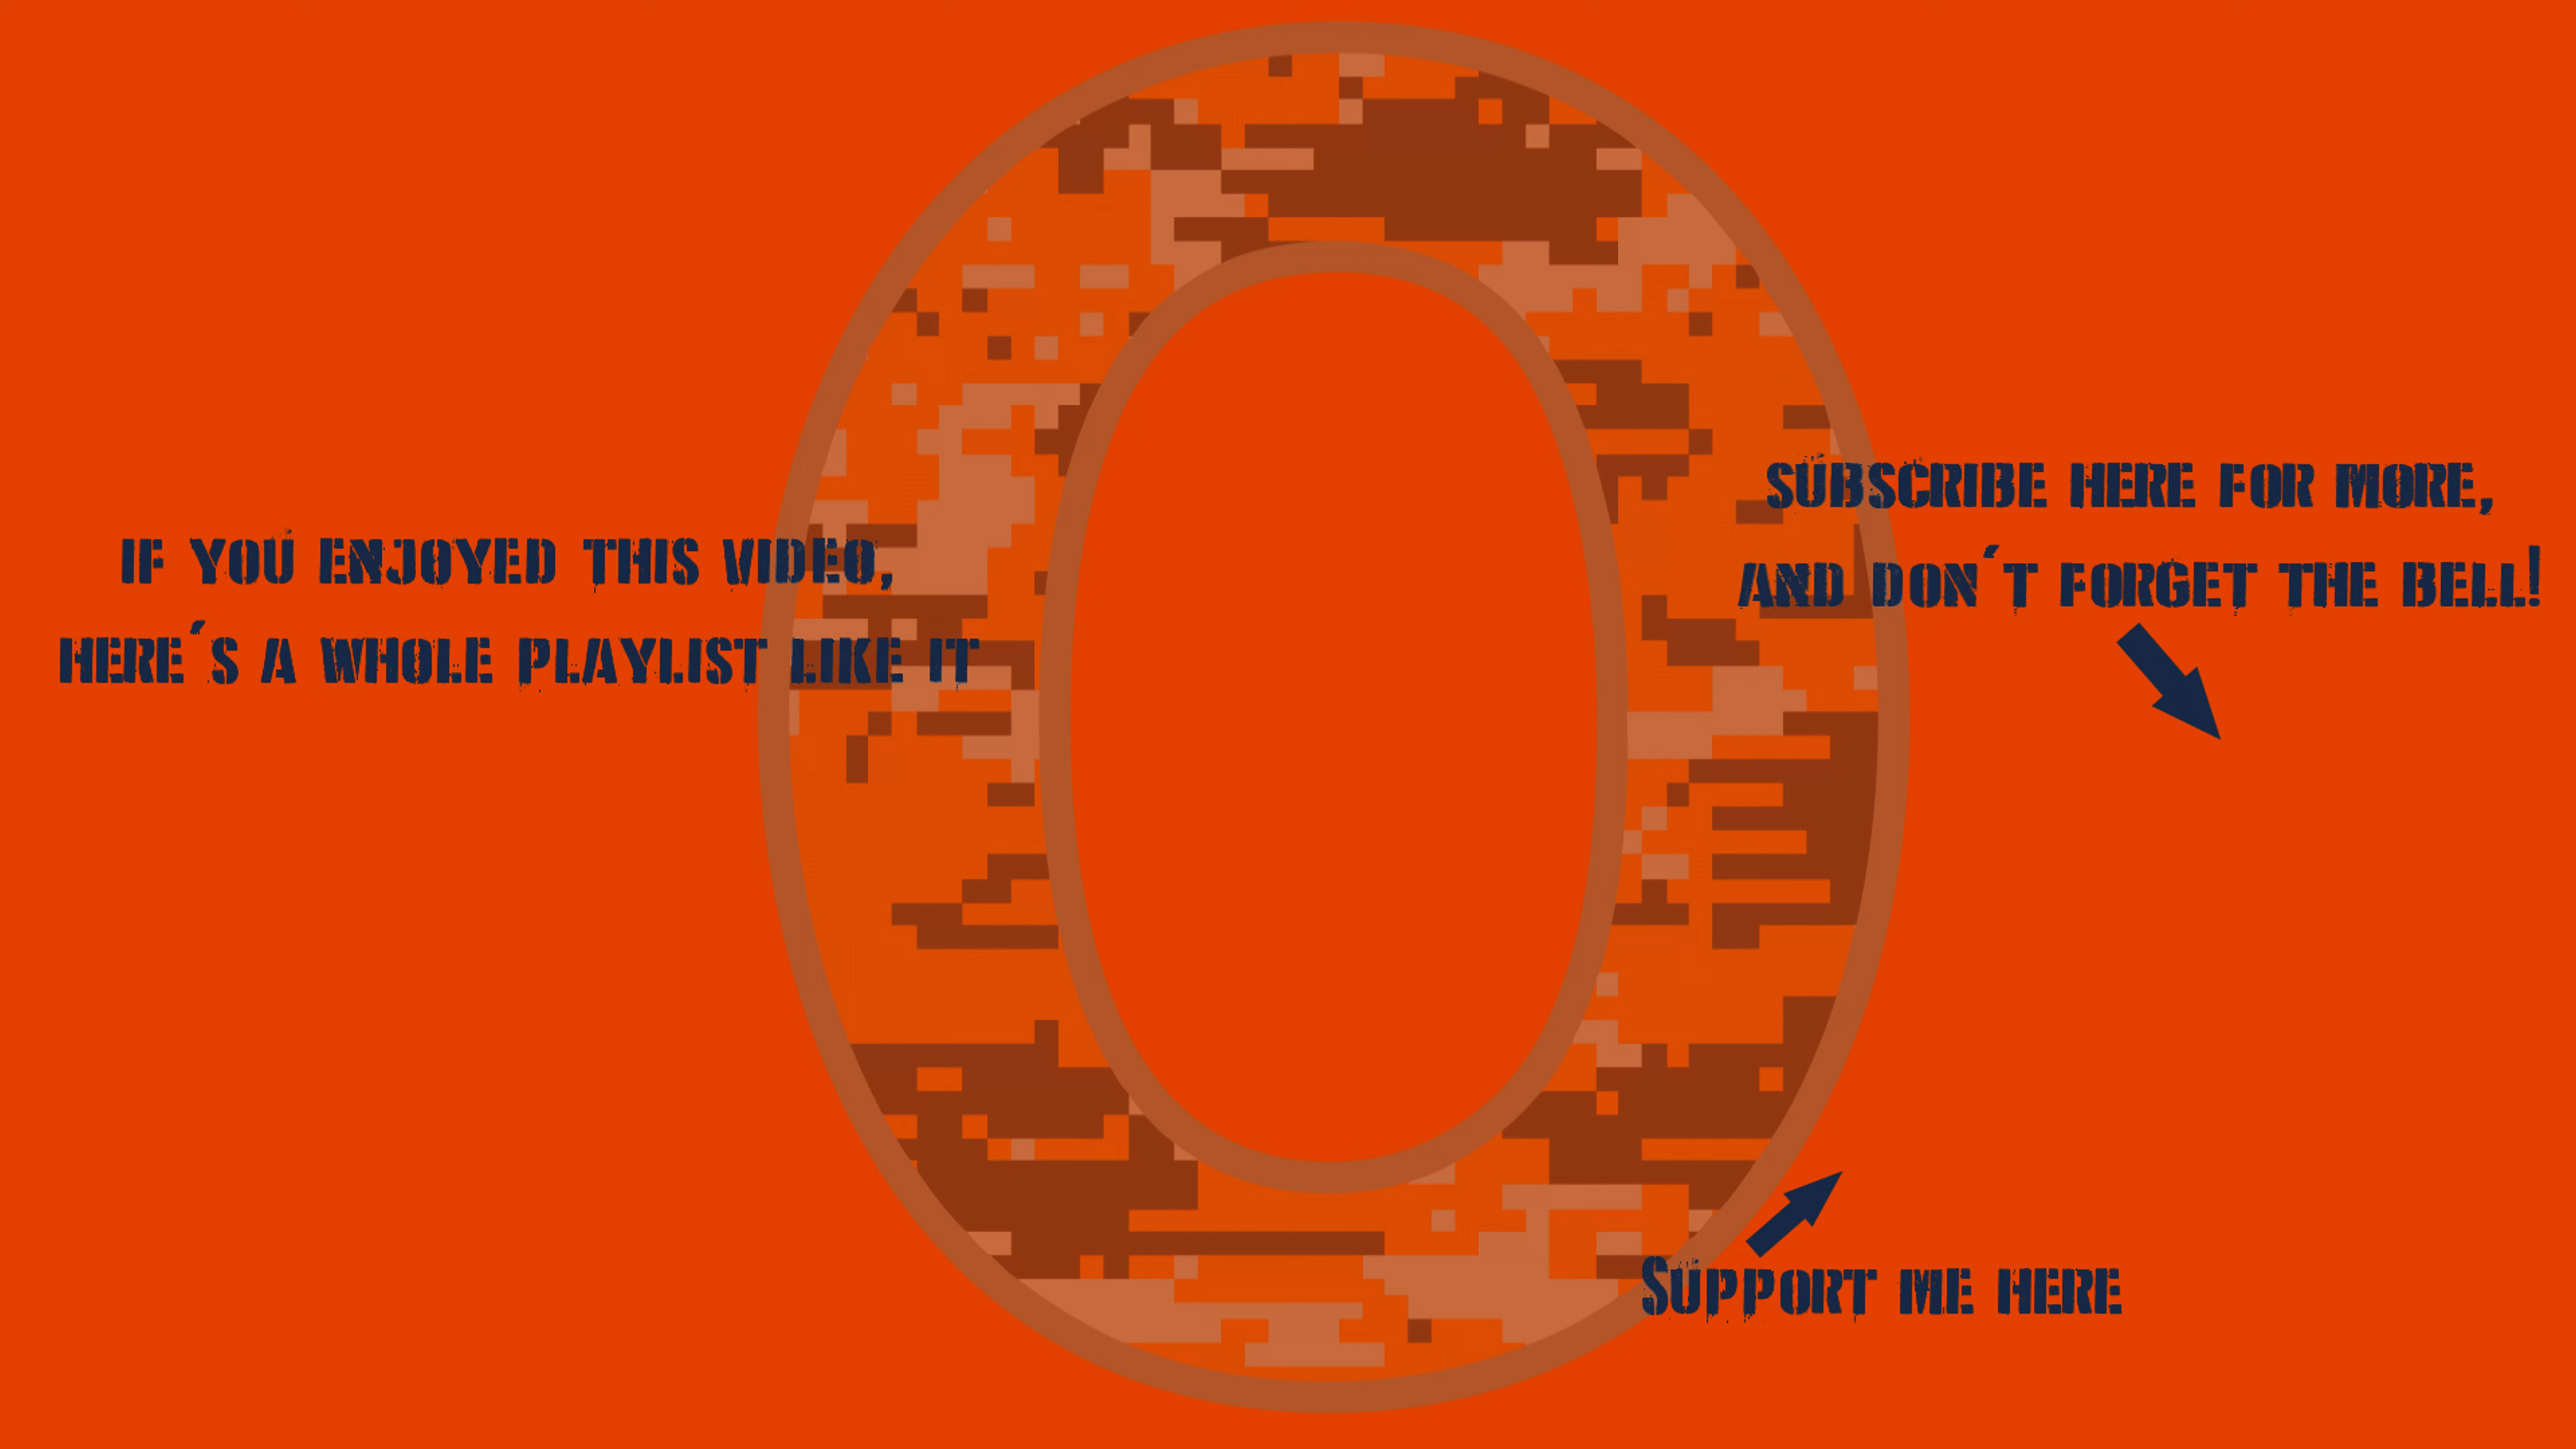 IF YOU ENJOYED THIS VIDEO,
HERE´S A WHOLE PLAYLIST LIKE IT
SUBSCRIBE HERE FOR MORE,
AND DON´T FORGET THE BELL!
SUPPORT ME HERE
O